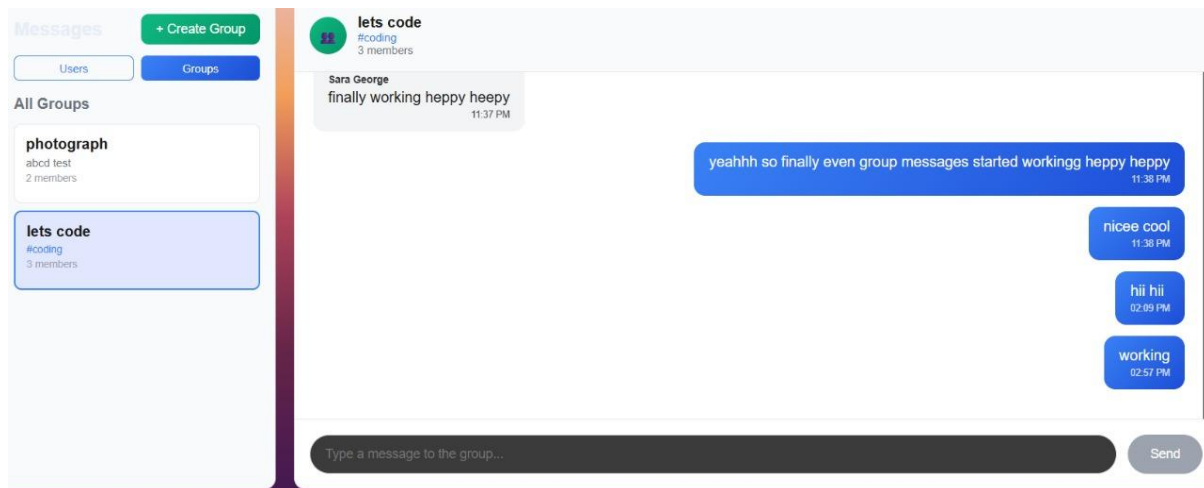 Messages
+ Create Group
Users
Groups
All Groups
photograph
abcd test
2 members
lets code
#coding
3 members
lets code
#coding
3 members
Sara George
finally working heppy heepy
11:37 PM
yeahhh so finally even group messages started workingg heppy heppy
11:38 PM
nicee cool
11:38 PM
hii hii
02:09 PM
working
02:57 PM
Type a message to the group...
Send